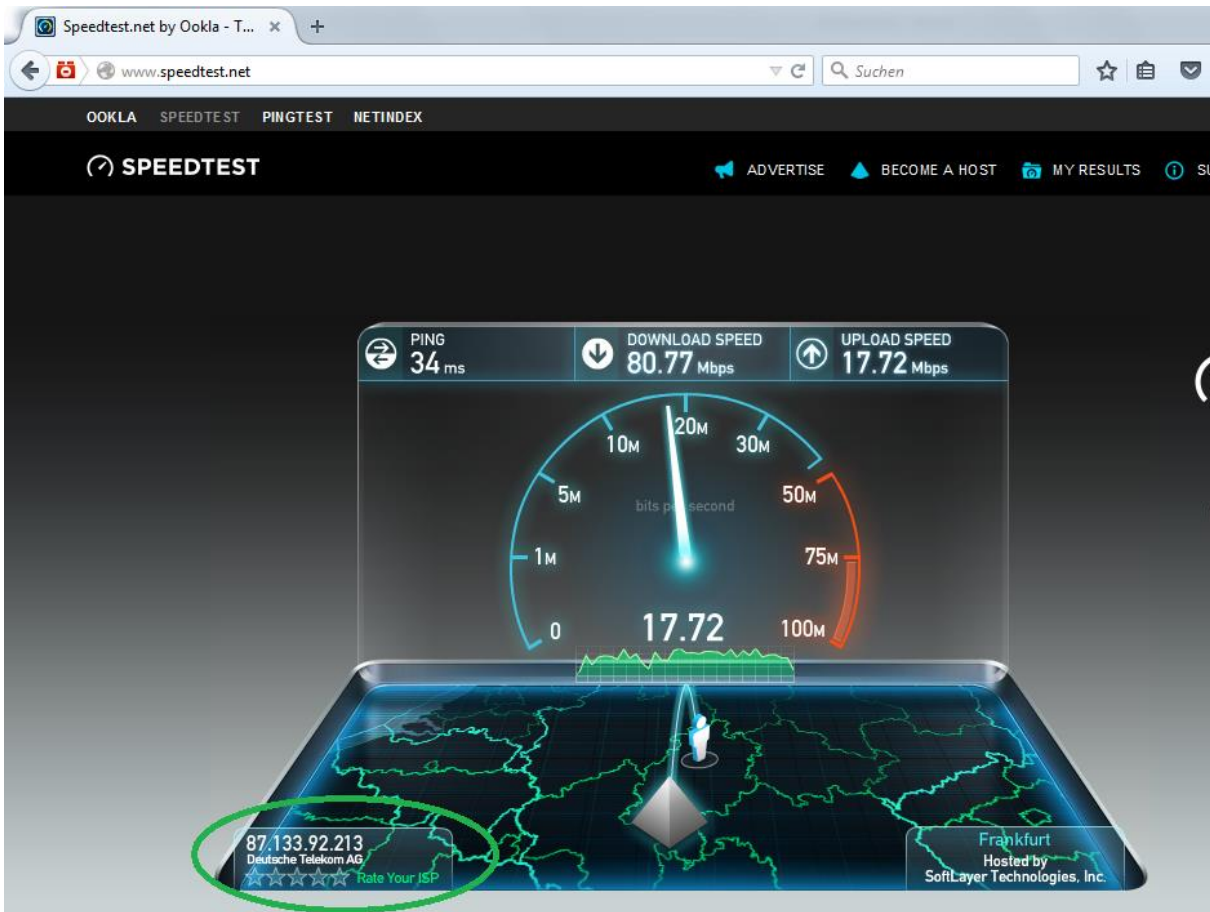 Speedtest.net by Ookla - T...
www.speedtest.net
Suchen
OOKLA SPEEDTEST PINGTEST NETINDEX
SPEEDTEST
ADVERTISE BECOME A HOST MY RESULTS
PING
34 ms
DOWNLOAD SPEED
80.77 Mbps
UPLOAD SPEED
17.72 Mbps
0
1M
5M
10M
20M
30M
50M
75M
100M
bits per second
17.72
87.133.92.213
Deutsche Telekom AG
Rate Your ISP
Frankfurt
Hosted by
SoftLayer Technologies, Inc.